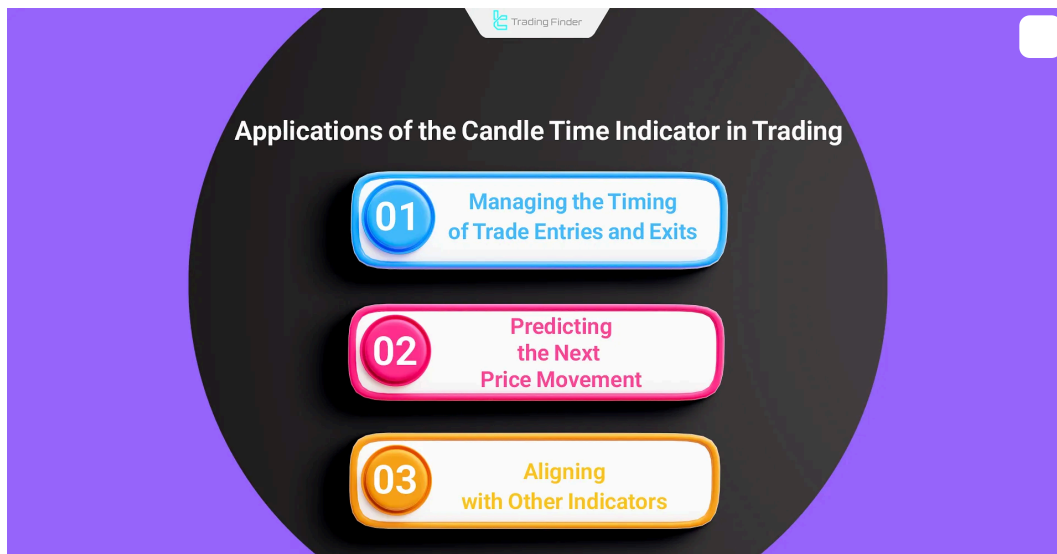 Trading Finder
Applications of the Candle Time Indicator in Trading
01
Managing the Timing
of Trade Entries and Exits
02
Predicting
the Next
Price Movement
03
Aligning
with Other Indicators